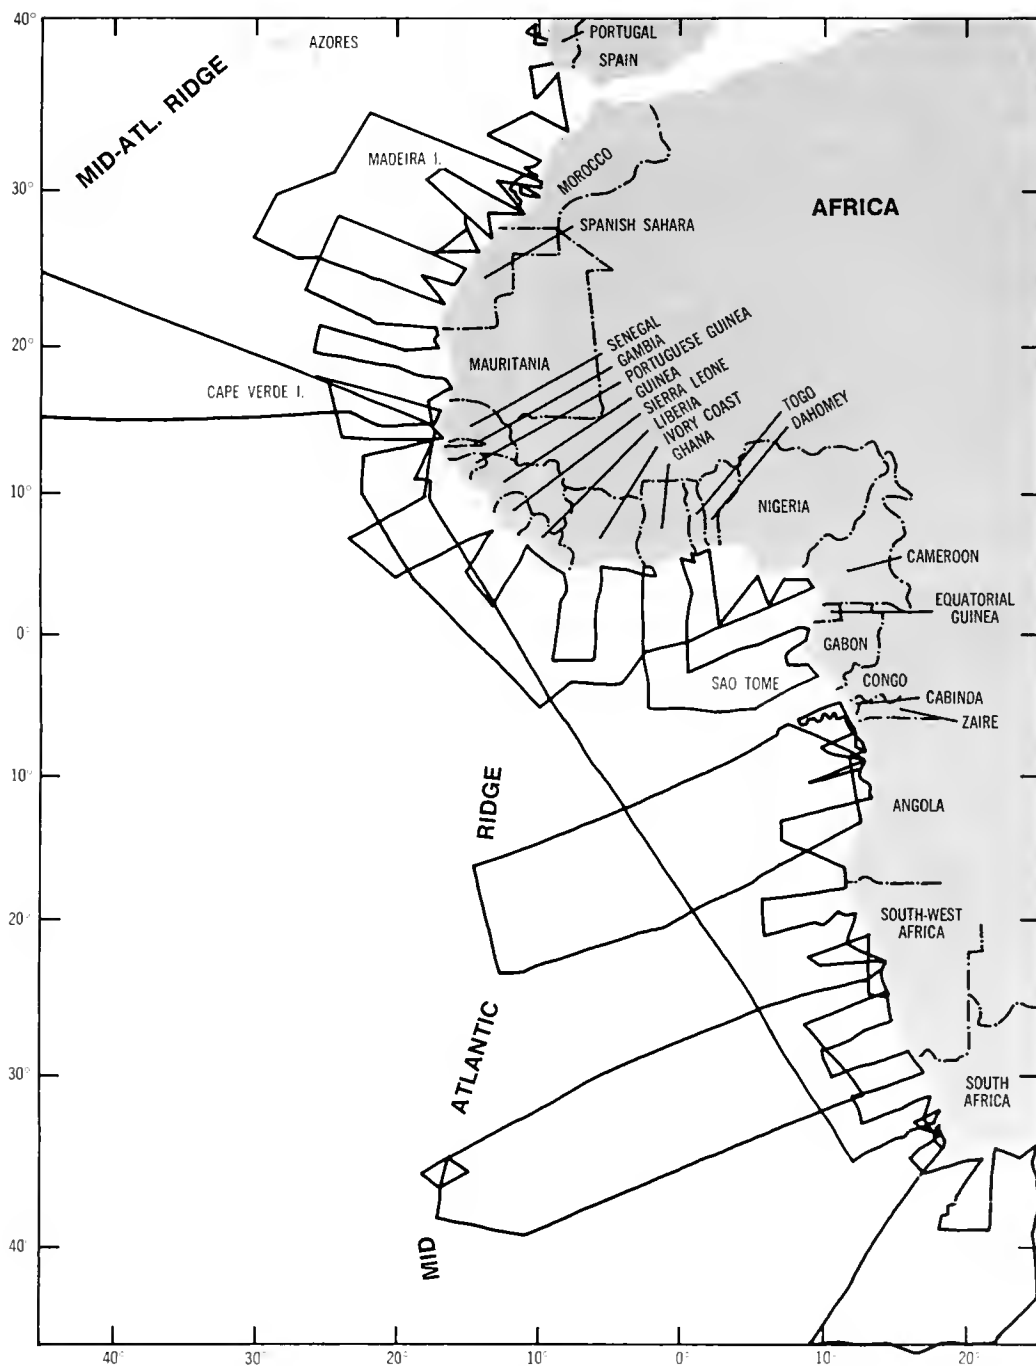 40°
AZORES
PORTUGAL
SPAIN
MID-ATL. RIDGE
MADEIRA I.
30°
MOROCCO
AFRICA
SPANISH SAHARA
20°
MAURITANIA
SENEGAL
GAMBIA
PORTUGUESE GUINEA
GUINEA
SIERRA LEONE
LIBERIA
IVORY COAST
GHANA
TOGO
DAHOMEY
CAPE VERDE I.
10°
NIGERIA
CAMEROON
EQUATORIAL
GUINEA
0°
GABON
SAO TOME
CONGO
CABINDA
ZAIRE
10°
RIDGE
ANGOLA
20°
SOUTH-WEST
AFRICA
ATLANTIC
30°
SOUTH
AFRICA
MID
40°
40°
30°
20°
10°
0°
10°
20°